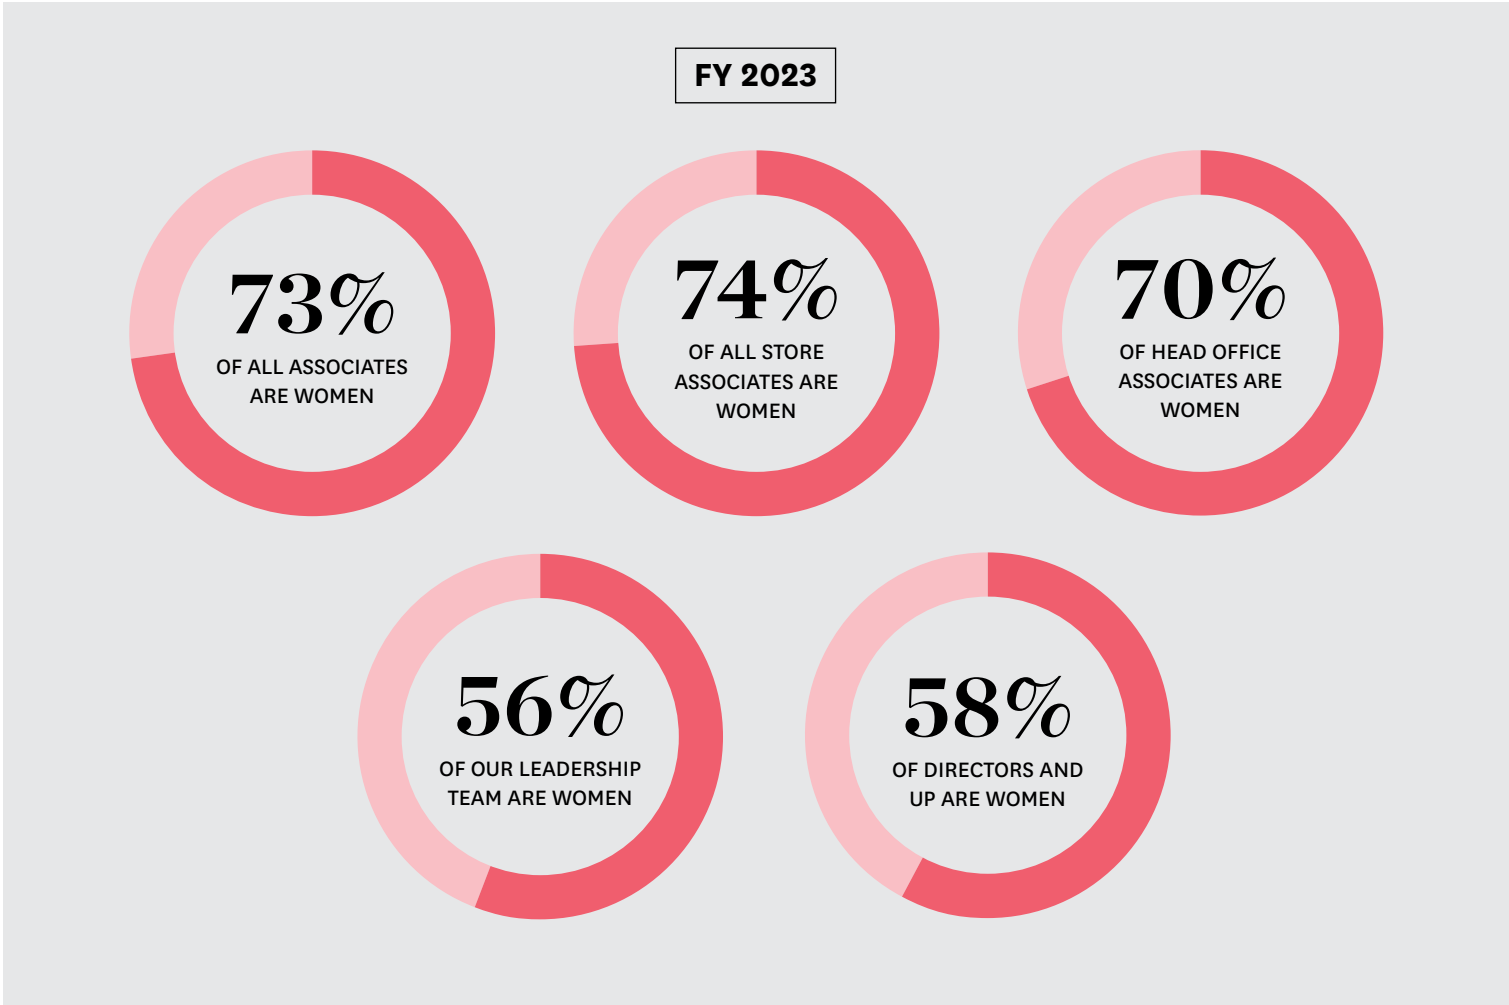 FY 2023
73%
OF ALL ASSOCIATES
ARE WOMEN
74%
OF ALL STORE
ASSOCIATES ARE
WOMEN
70%
OF HEAD OFFICE
ASSOCIATES ARE
WOMEN
56%
OF OUR LEADERSHIP
TEAM ARE WOMEN
58%
OF DIRECTORS AND
UP ARE WOMEN